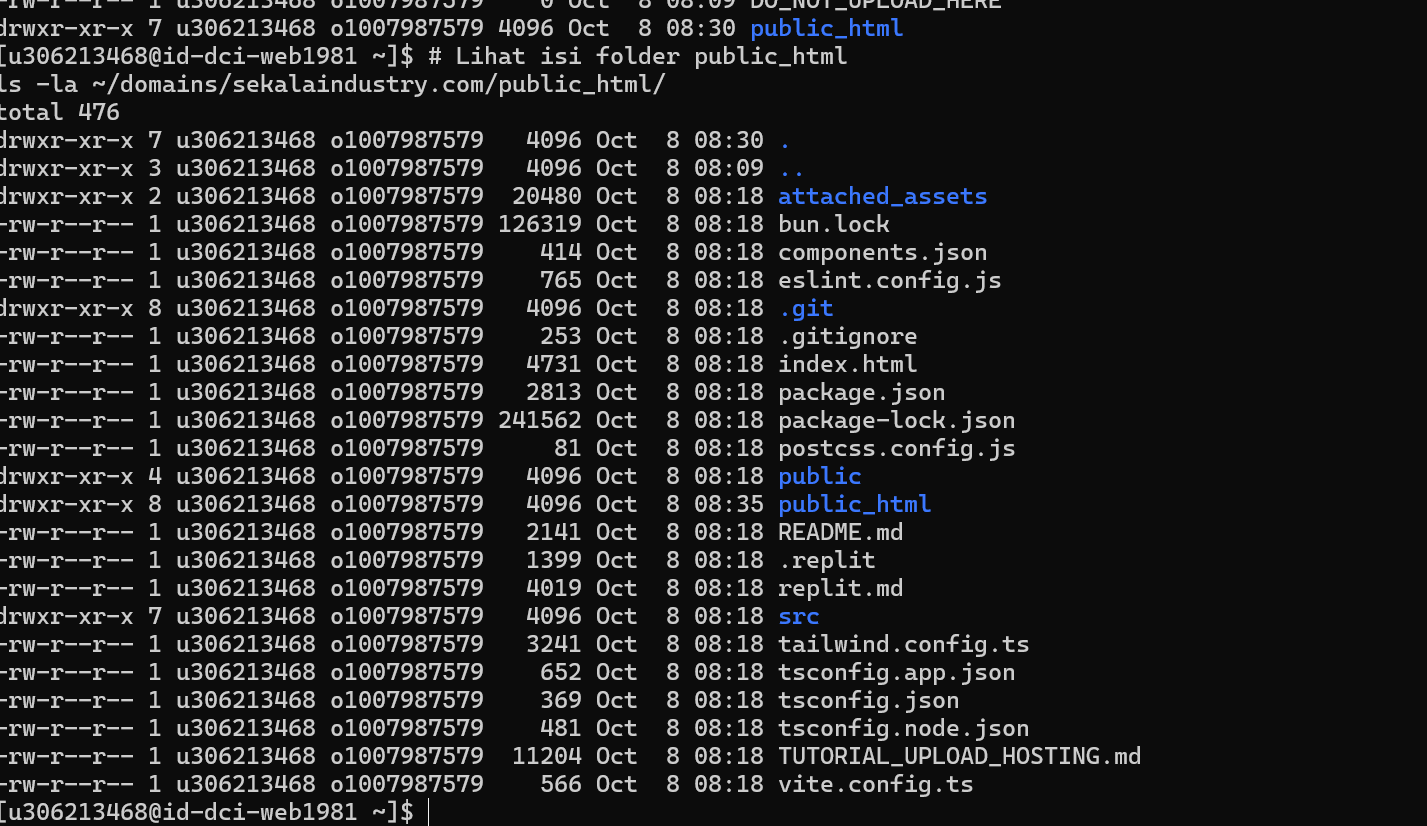 -rw-r--r-- 1 u306213468 o1007987579    0 Oct  8 08:09 DO_NOT_UPLOAD_HERE
drwxr-xr-x 7 u306213468 o1007987579 4096 Oct  8 08:30 public_html
[u306213468@id-dci-web1981 ~]$ # Lihat isi folder public_html
ls -la ~/domains/sekalaindustry.com/public_html/
total 476
drwxr-xr-x 7 u306213468 o1007987579   4096 Oct  8 08:30 .
drwxr-xr-x 3 u306213468 o1007987579   4096 Oct  8 08:09 ..
drwxr-xr-x 2 u306213468 o1007987579  20480 Oct  8 08:18 attached_assets
-rw-r--r-- 1 u306213468 o1007987579 126319 Oct  8 08:18 bun.lock
-rw-r--r-- 1 u306213468 o1007987579    414 Oct  8 08:18 components.json
-rw-r--r-- 1 u306213468 o1007987579    765 Oct  8 08:18 eslint.config.js
drwxr-xr-x 8 u306213468 o1007987579   4096 Oct  8 08:18 .git
-rw-r--r-- 1 u306213468 o1007987579    253 Oct  8 08:18 .gitignore
-rw-r--r-- 1 u306213468 o1007987579   4731 Oct  8 08:18 index.html
-rw-r--r-- 1 u306213468 o1007987579   2813 Oct  8 08:18 package.json
-rw-r--r-- 1 u306213468 o1007987579 241562 Oct  8 08:18 package-lock.json
-rw-r--r-- 1 u306213468 o1007987579     81 Oct  8 08:18 postcss.config.js
drwxr-xr-x 4 u306213468 o1007987579   4096 Oct  8 08:18 public
drwxr-xr-x 8 u306213468 o1007987579   4096 Oct  8 08:35 public_html
-rw-r--r-- 1 u306213468 o1007987579   2141 Oct  8 08:18 README.md
-rw-r--r-- 1 u306213468 o1007987579   1399 Oct  8 08:18 .replit
-rw-r--r-- 1 u306213468 o1007987579   4019 Oct  8 08:18 replit.md
drwxr-xr-x 7 u306213468 o1007987579   4096 Oct  8 08:18 src
-rw-r--r-- 1 u306213468 o1007987579   3241 Oct  8 08:18 tailwind.config.ts
-rw-r--r-- 1 u306213468 o1007987579    652 Oct  8 08:18 tsconfig.app.json
-rw-r--r-- 1 u306213468 o1007987579    369 Oct  8 08:18 tsconfig.json
-rw-r--r-- 1 u306213468 o1007987579    481 Oct  8 08:18 tsconfig.node.json
-rw-r--r-- 1 u306213468 o1007987579  11204 Oct  8 08:18 TUTORIAL_UPLOAD_HOSTING.md
-rw-r--r-- 1 u306213468 o1007987579    566 Oct  8 08:18 vite.config.ts
[u306213468@id-dci-web1981 ~]$